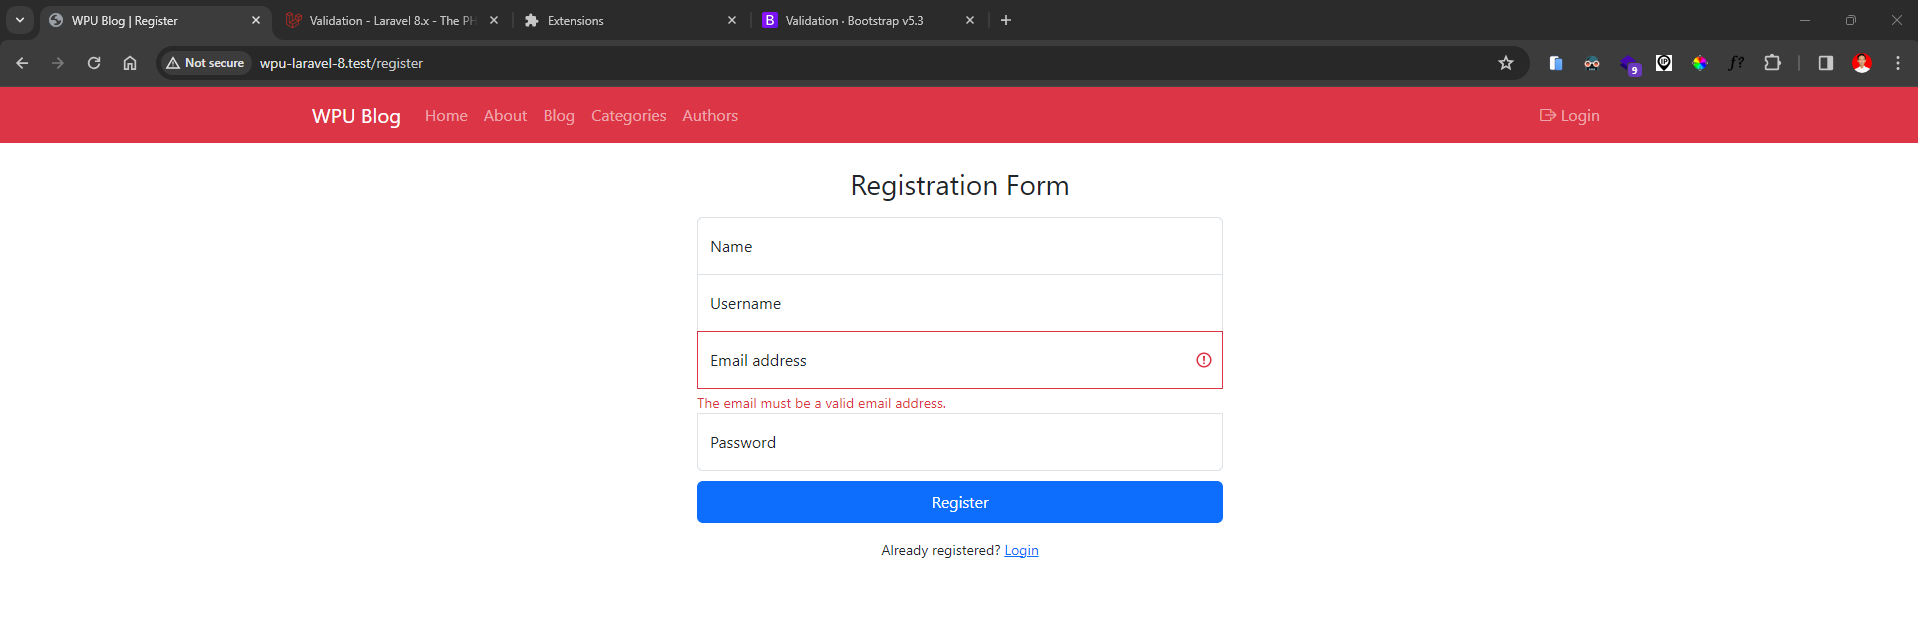 WPU Blog | Register
Validation - Laravel 8.x - The PH
Extensions
Validation · Bootstrap v5.3
Not secure
wpu-laravel-8.test/register
9
f?
WPU Blog Home About Blog Categories Authors Login
Registration Form
Name
Username
Email address
The email must be a valid email address.
Password
Register
Already registered? Login